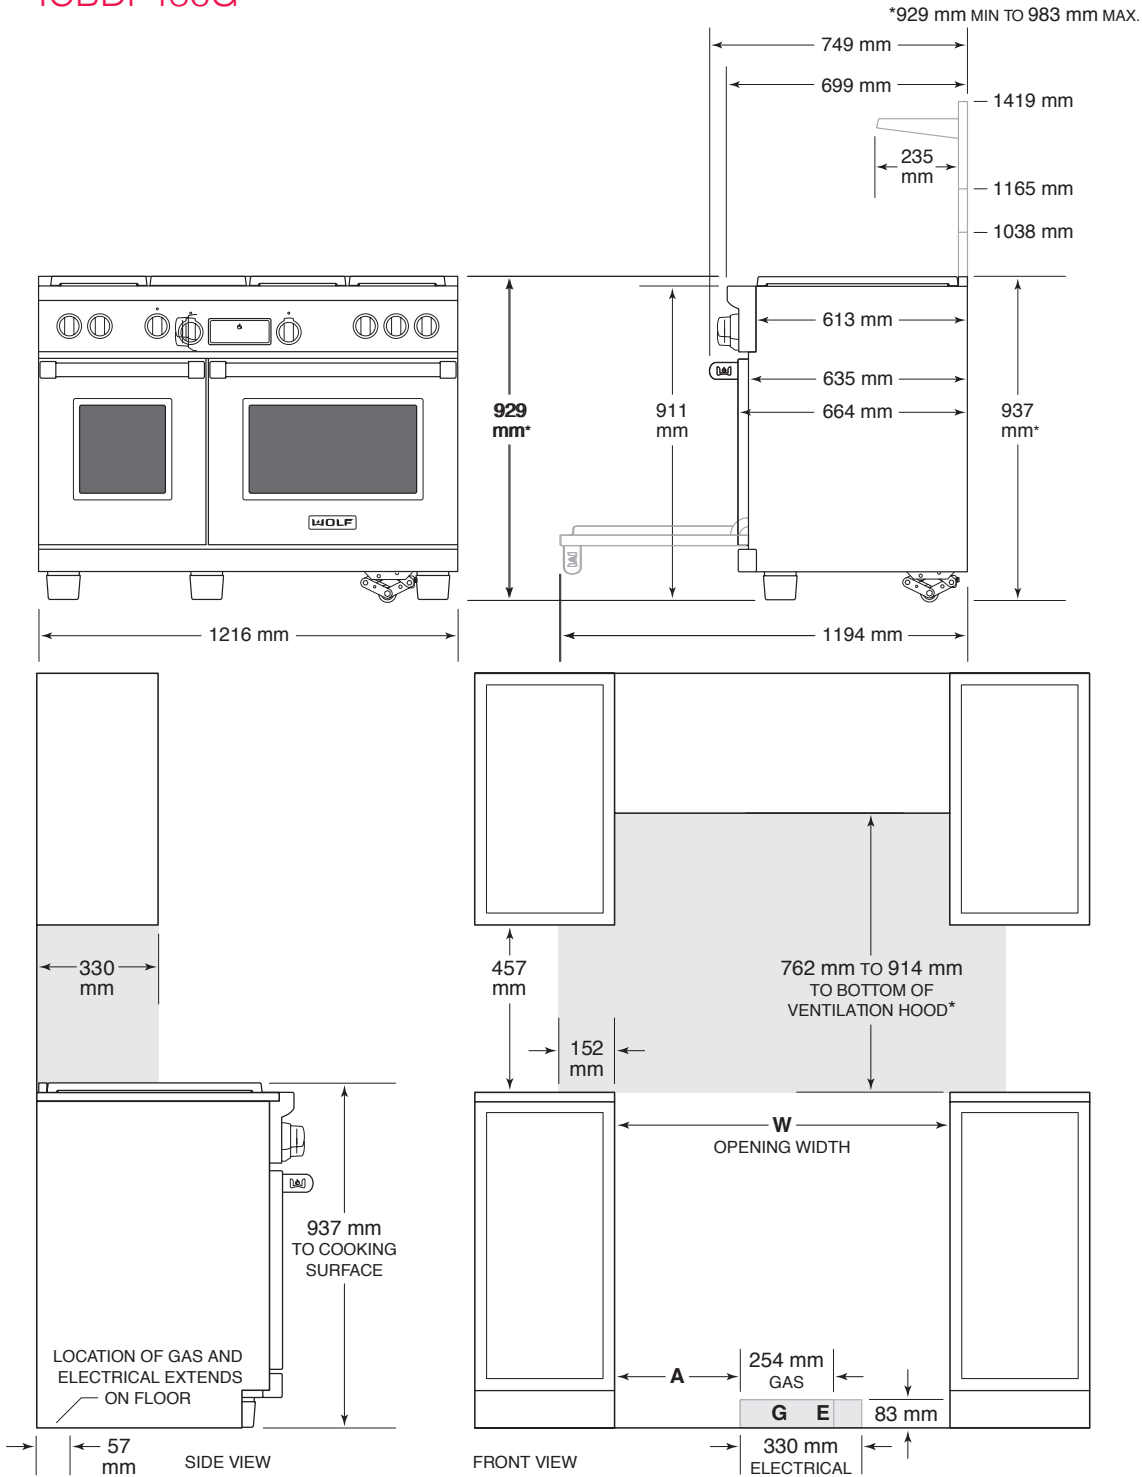 *929 mm MIN TO 983 mm MAX.
749 mm
699 mm
1419 mm
235
mm
1165 mm
1038 mm
613 mm
635 mm
664 mm
929
mm*
911
mm
937
mm*
WOLF
1216 mm
1194 mm
330
mm
457
mm
762 mm TO 914 mm
TO BOTTOM OF
VENTILATION HOOD*
152
mm
W
OPENING WIDTH
937 mm
TO COOKING
SURFACE
LOCATION OF GAS AND
ELECTRICAL EXTENDS
ON FLOOR
A
254 mm
GAS
G E
83 mm
57
mm
SIDE VIEW
FRONT VIEW
330 mm
ELECTRICAL